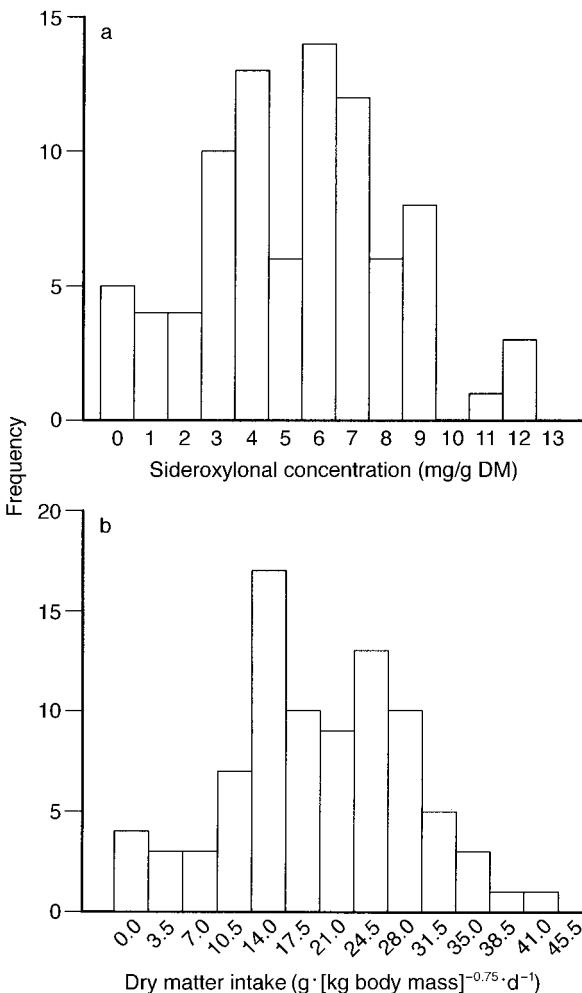 a
15
10
5
0
0 1 2 3 4 5 6 7 8 9 10 11 12 13
Sideroxylonal concentration (mg/g DM)
Frequency
b
20
15
10
5
0
0.0 3.5 7.0 10.5 14.0 17.5 21.0 24.5 28.0 31.5 35.0 38.5 41.0 45.5
Dry matter intake (g·[kg body mass]⁻⁰·⁷⁵·d⁻¹)